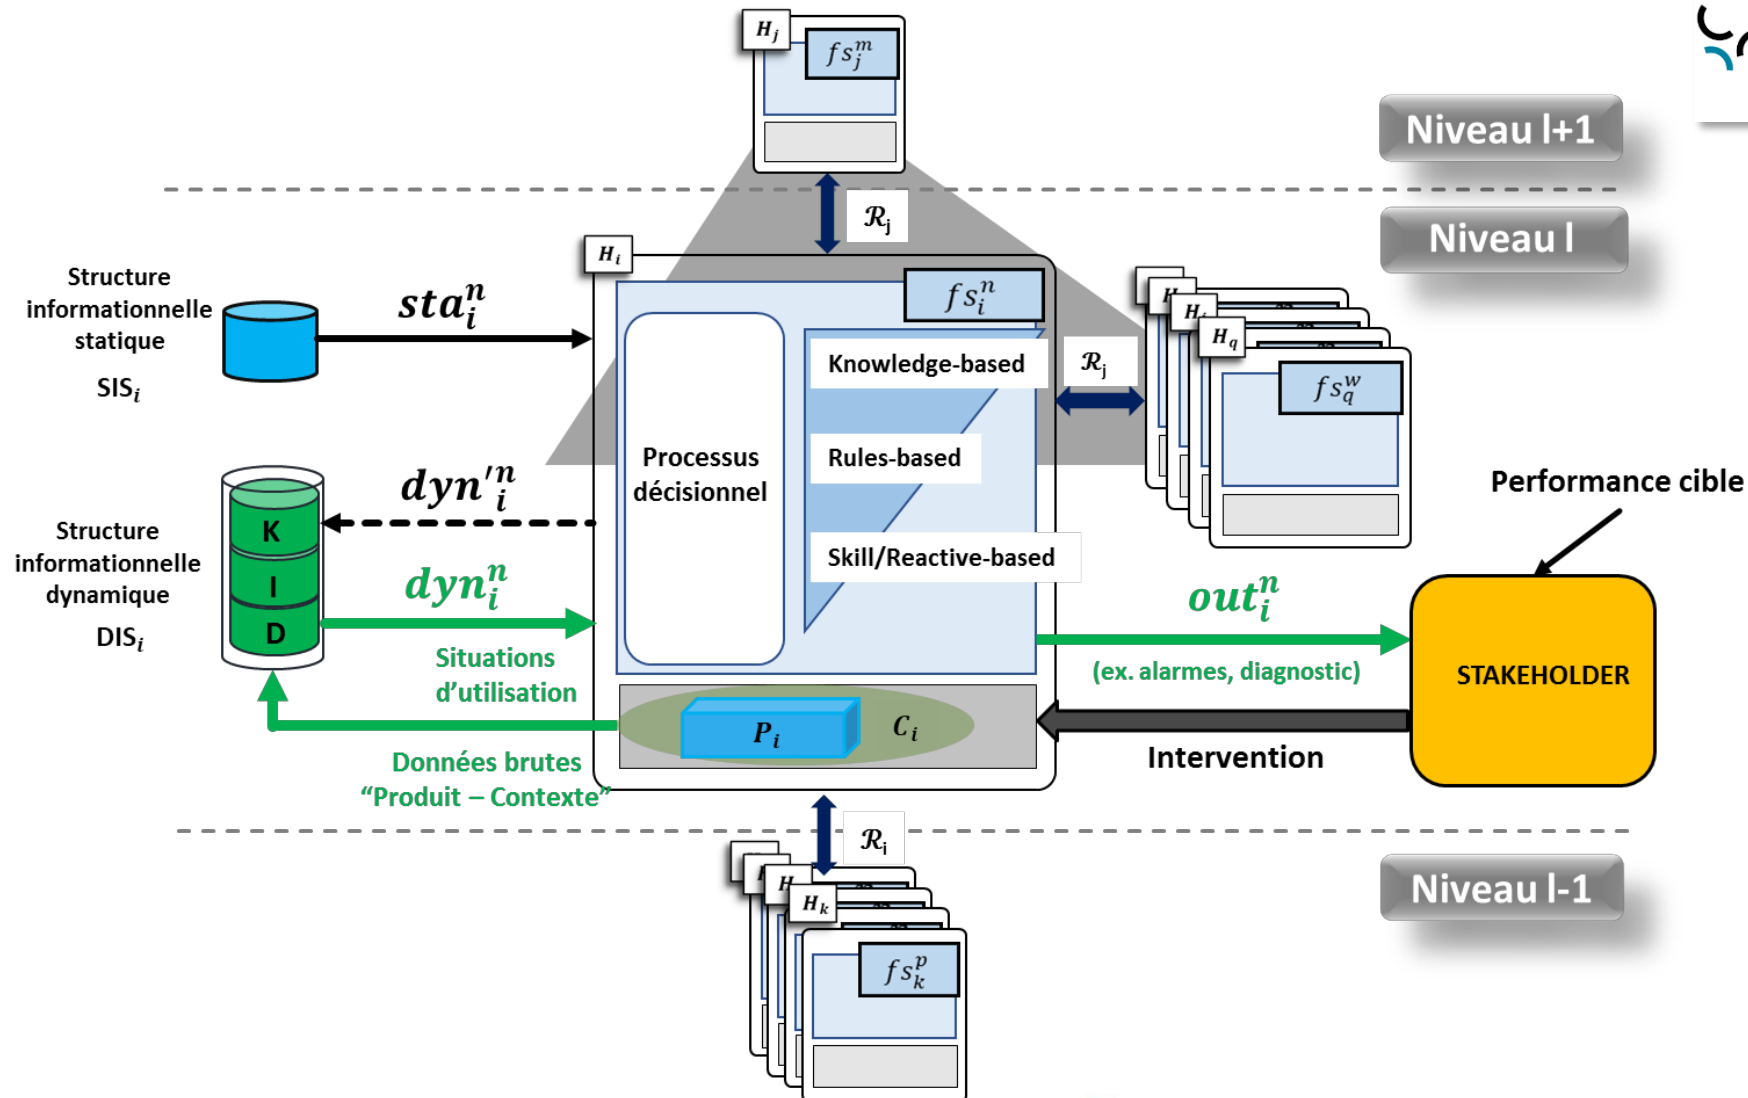 H_j
fs_j^m
Niveau l+1
ℛ_j
Niveau l
H_i
fs_i^n
Structure
informationnelle
statique
SIS_i
sta_i^n
Knowledge-based
Rules-based
Skill/Reactive-based
Processus
décisionnel
ℛ_j
H
H_i
H_q
fs_q^w
Performance cible
dyn'_i^n
K
I
D
Structure
informationnelle
dynamique
DIS_i
dyn_i^n
Situations
d'utilisation
out_i^n
(ex. alarmes, diagnostic)
STAKEHOLDER
P_i
C_i
Intervention
Données brutes
“Produit – Contexte”
ℛ_i
Niveau l-1
H
H_k
fs_k^p